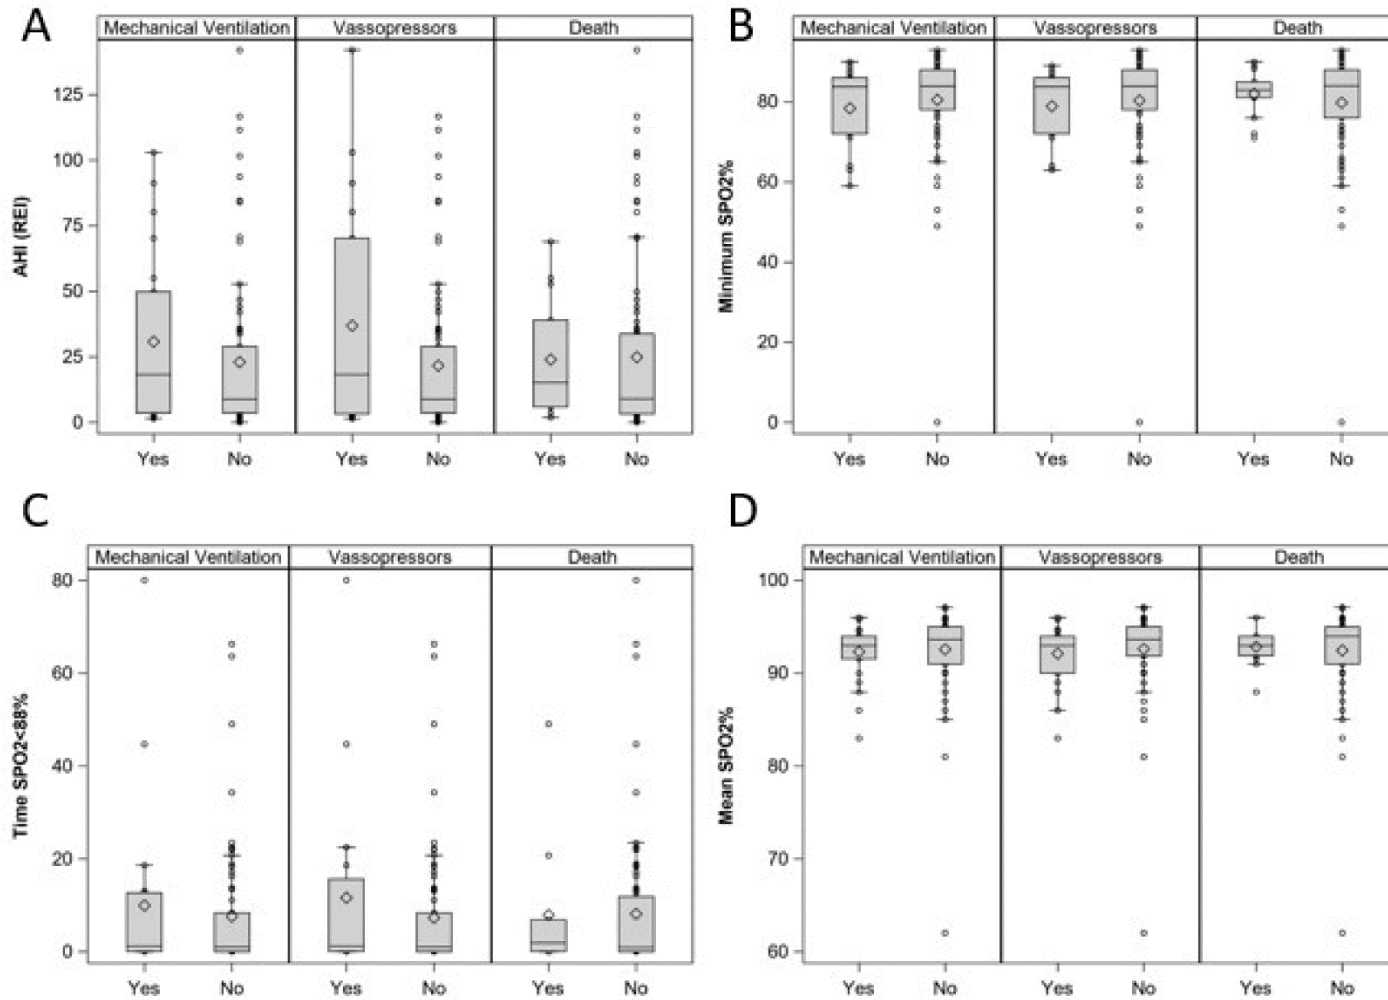 A
Mechanical Ventilation Vassopressors Death
AHI (REI)
125
100
75
50
25
0
Yes No Yes No Yes No
B
Mechanical Ventilation Vassopressors Death
Minimum SPO2%
80
60
40
20
0
Yes No Yes No Yes No
C
Mechanical Ventilation Vassopressors Death
Time SPO2<88%
80
60
40
20
0
Yes No Yes No Yes No
D
Mechanical Ventilation Vassopressors Death
Mean SPO2%
100
90
80
70
60
Yes No Yes No Yes No